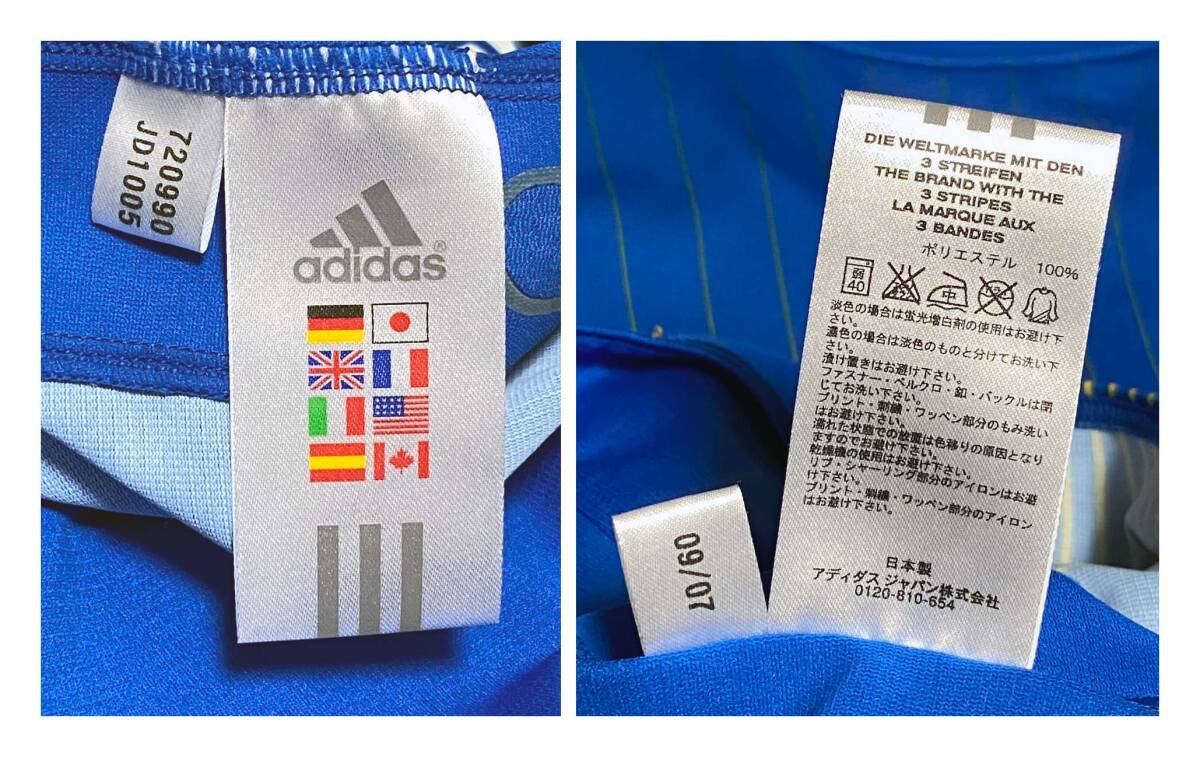 720990
JD1005
adidas®
DIE WELTMARKE MIT DEN
3 STREIFEN
THE BRAND WITH THE
3 STRIPES
LA MARQUE AUX
3 BANDES
ポリエステル 100%
弱
40
中
淡色の場合は蛍光増白剤の使用はお避け下
さい。
濃色の場合は淡色のものと分けてお洗い下
さい。
漬け置きはお避け下さい。
ファスナー・ベルクロ・釦・バックルは閉
じてお洗い下さい。
プリント・刺繍・ワッペン部分のもみ洗い
はお避け下さい。
濡れた状態での放置は色移りの原因となり
ますのでお避け下さい。
乾燥機の使用はお避け下さい。
リブ・シャーリング部分のアイロンはお避
け下さい。
プリント・刺繍・ワッペン部分のアイロン
はお避け下さい。
日本製
アディダス ジャパン株式会社
0120-810-654
09/07